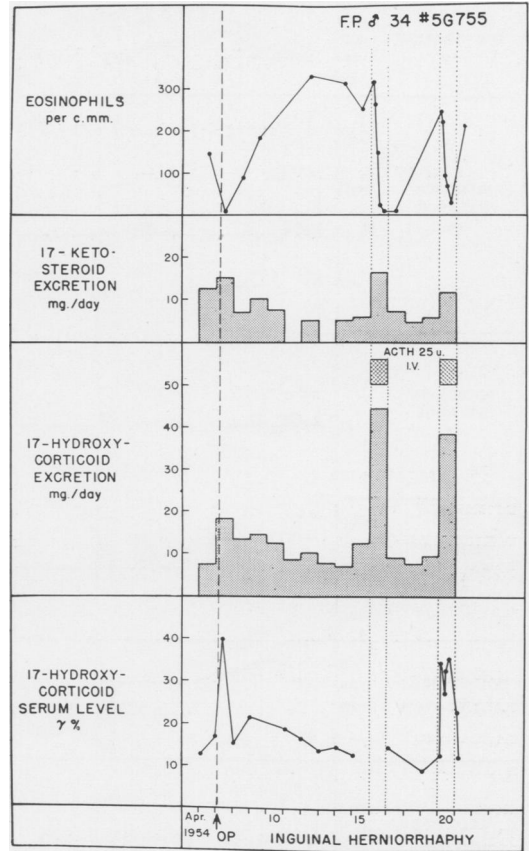 F.P. ♂ 34 #5G755
EOSINOPHILS
per c.mm.
300
200
100
17-KETO-
STEROID
EXCRETION
mg./day
20
10
ACTH 25 u.
I.V.
17-HYDROXY-
CORTICOID
EXCRETION
mg./day
50
40
30
20
10
17-HYDROXY-
CORTICOID
SERUM LEVEL
γ %
40
30
20
10
Apr.
1954
10
15
20
OP
INGUINAL HERNIORRHAPHY